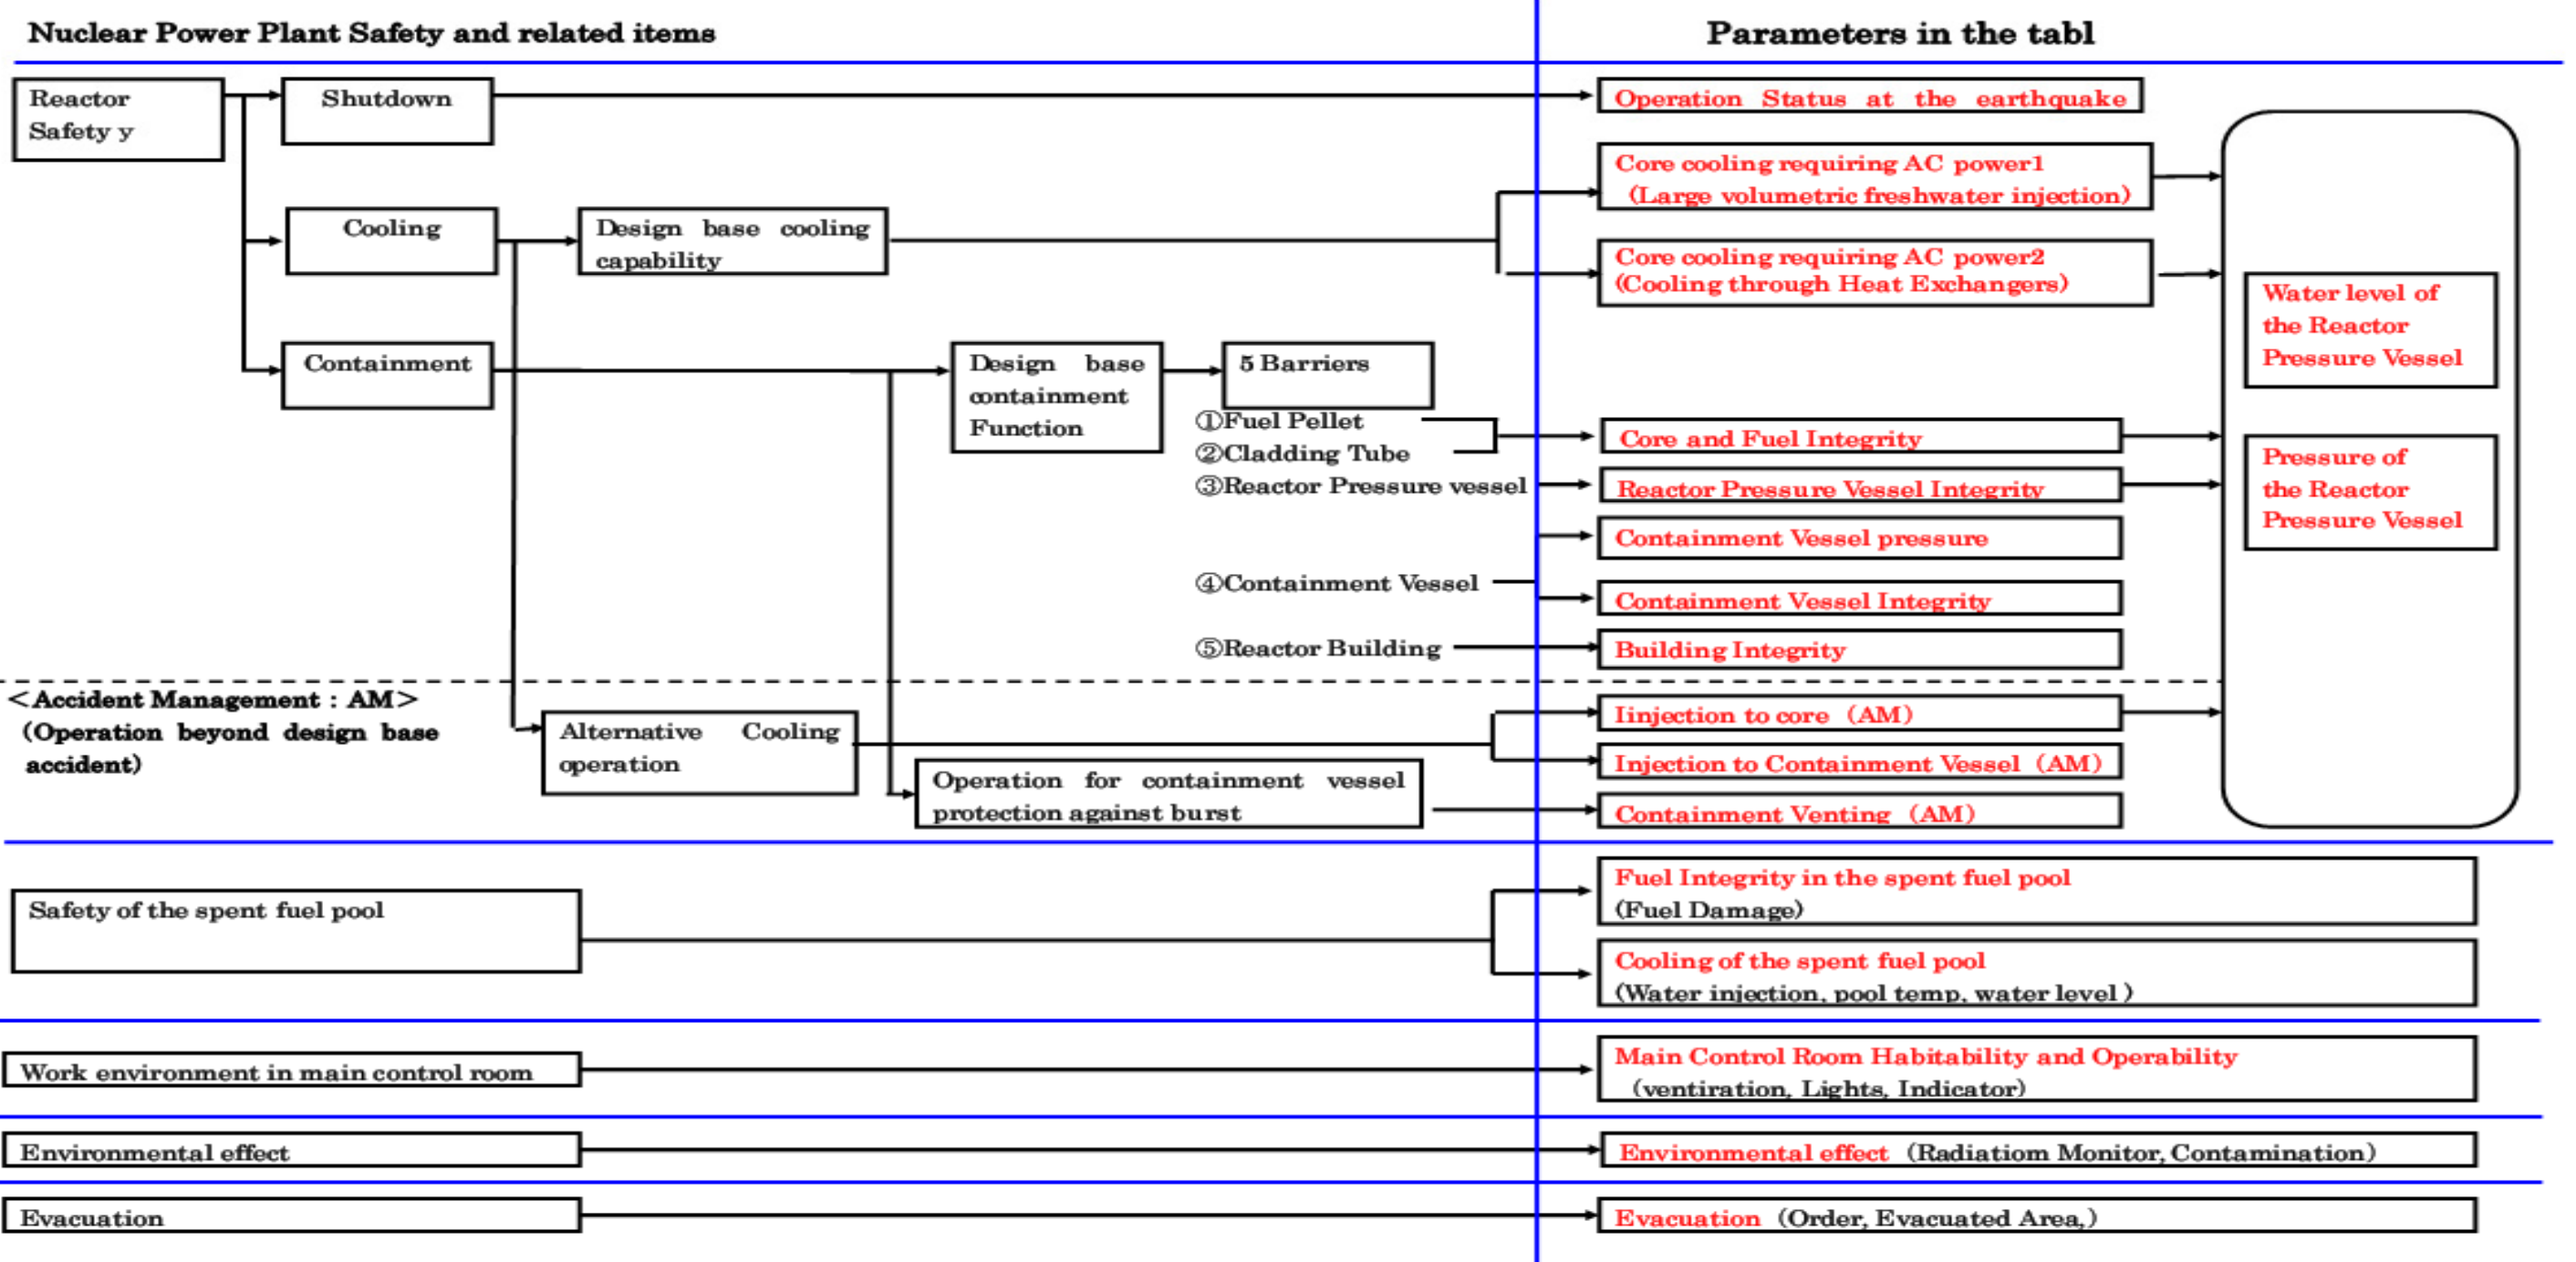 Nuclear Power Plant Safety and related items
Parameters in the tabl
Reactor
Safety y
Shutdown
Operation Status at the earthquake
Core cooling requiring AC power1
(Large volumetric freshwater injection)
Cooling
Design base cooling
capability
Core cooling requiring AC power2
(Cooling through Heat Exchangers)
Water level of
the Reactor
Pressure Vessel
Containment
Design base
containment
Function
5 Barriers
①Fuel Pellet
②Cladding Tube
③Reactor Pressure vessel
④Containment Vessel
⑤Reactor Building
Core and Fuel Integrity
Reactor Pressure Vessel Integrity
Containment Vessel pressure
Containment Vessel Integrity
Building Integrity
Pressure of
the Reactor
Pressure Vessel
＜Accident Management : AM＞
(Operation beyond design base
accident)
Alternative Cooling
operation
Operation for containment vessel
protection against burst
Iinjection to core (AM)
Injection to Containment Vessel (AM)
Containment Venting (AM)
Safety of the spent fuel pool
Fuel Integrity in the spent fuel pool
(Fuel Damage)
Cooling of the spent fuel pool
(Water injection, pool temp, water level )
Work environment in main control room
Main Control Room Habitability and Operability
(ventiration, Lights, Indicator)
Environmental effect
Environmental effect (Radiatiom Monitor, Contamination)
Evacuation
Evacuation (Order, Evacuated Area,)